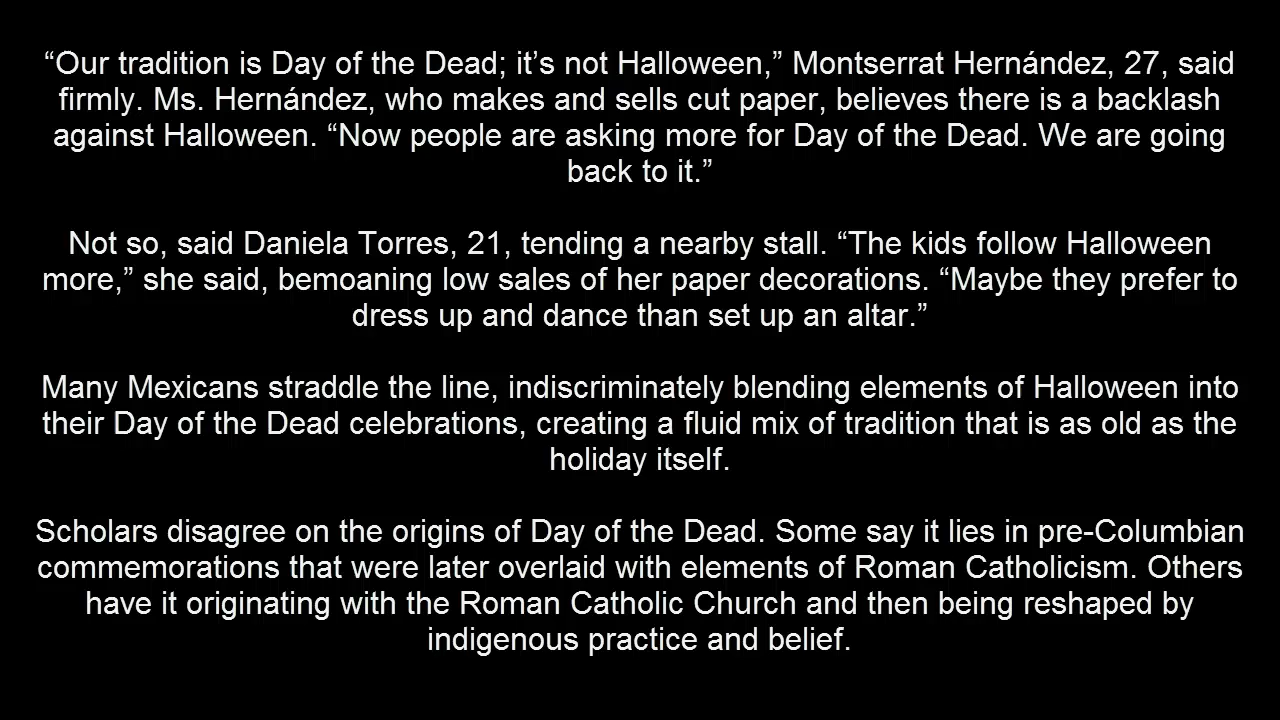 “Our tradition is Day of the Dead; it’s not Halloween,” Montserrat Hernández, 27, said
firmly. Ms. Hernández, who makes and sells cut paper, believes there is a backlash
against Halloween. “Now people are asking more for Day of the Dead. We are going
back to it.”
Not so, said Daniela Torres, 21, tending a nearby stall. “The kids follow Halloween
more,” she said, bemoaning low sales of her paper decorations. “Maybe they prefer to
dress up and dance than set up an altar.”
Many Mexicans straddle the line, indiscriminately blending elements of Halloween into
their Day of the Dead celebrations, creating a fluid mix of tradition that is as old as the
holiday itself.
Scholars disagree on the origins of Day of the Dead. Some say it lies in pre-Columbian
commemorations that were later overlaid with elements of Roman Catholicism. Others
have it originating with the Roman Catholic Church and then being reshaped by
indigenous practice and belief.